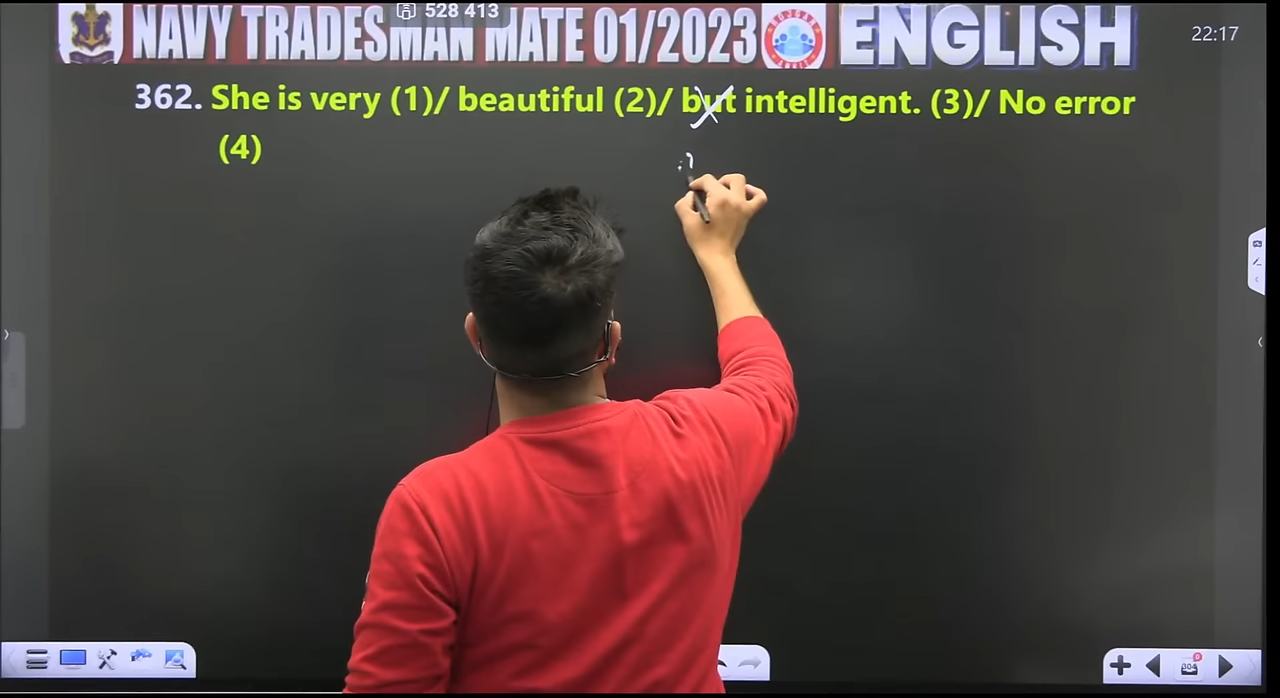 528 413
NAVY TRADESMAN MATE 01/2023 ENGLISH
22:17
362. She is very (1)/ beautiful (2)/ but intelligent. (3)/ No error
(4)
304